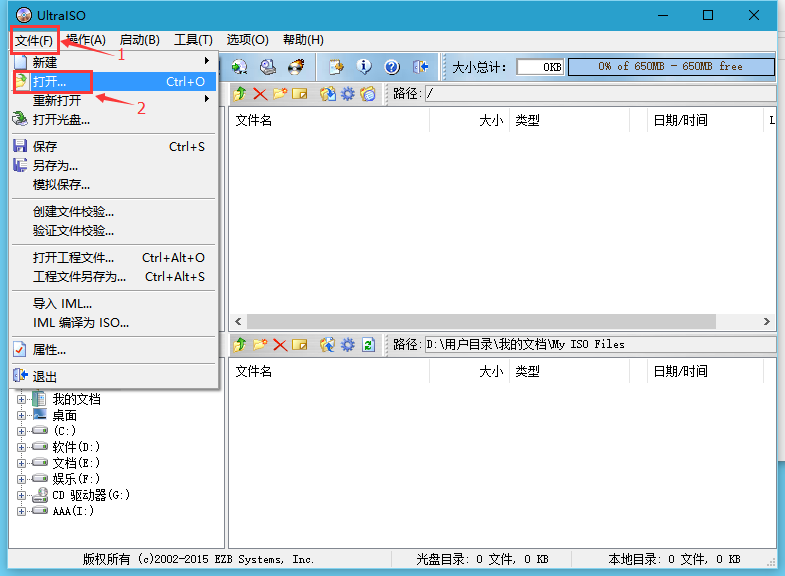 UltraISO
文件(F) 操作(A) 启动(B) 工具(T) 选项(O) 帮助(H)
1
大小总计: 0KB 0% of 650MB - 650MB free
新建
打开... Ctrl+O
重新打开
2
打开光盘...
保存 Ctrl+S
另存为...
模拟保存...
创建文件校验...
验证文件校验...
打开工程文件... Ctrl+Alt+O
工程文件另存为... Ctrl+Alt+S
导入 IML...
IML 编译为 ISO...
属性...
退出
路径: /
文件名 大小 类型 日期/时间 L
路径: D:\用户目录\我的文档\My ISO Files
文件名 大小 类型 日期/时间
我的文档
桌面
(C:)
软件(D:)
文档(E:)
娱乐(F:)
CD 驱动器(G:)
AAA(I:)
版权所有 (c)2002-2015 EZB Systems, Inc. 光盘目录: 0 文件, 0 KB 本地目录: 0 文件, 0 KB